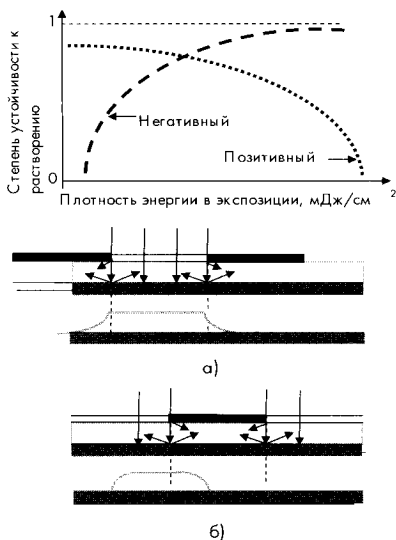 1
Степень устойчивости к
растворению
Негативный
Позитивный
0
Плотность энергии в экспозиции, мДж/см 2
а)
б)